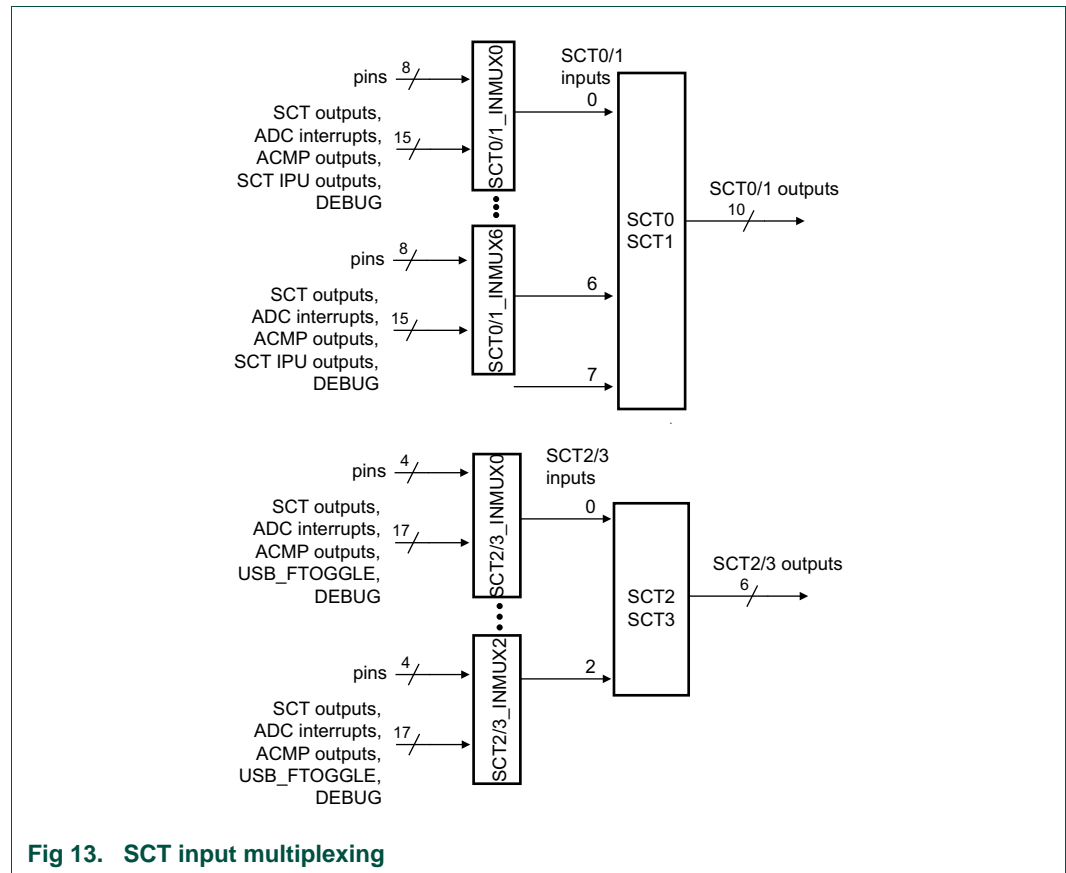 pins 8
SCT outputs,
ADC interrupts,
ACMP outputs,
SCT IPU outputs,
DEBUG
15
SCT0/1_INMUX0
SCT0/1
inputs
0
pins 8
SCT outputs,
ADC interrupts,
ACMP outputs,
SCT IPU outputs,
DEBUG
15
SCT0/1_INMUX6
6
7
SCT0
SCT1
SCT0/1 outputs
10
pins 4
SCT outputs,
ADC interrupts,
ACMP outputs,
USB_FTOGGLE,
DEBUG
17
SCT2/3_INMUX0
SCT2/3
inputs
0
pins 4
SCT outputs,
ADC interrupts,
ACMP outputs,
USB_FTOGGLE,
DEBUG
17
SCT2/3_INMUX2
2
SCT2
SCT3
SCT2/3 outputs
6
Fig 13. SCT input multiplexing